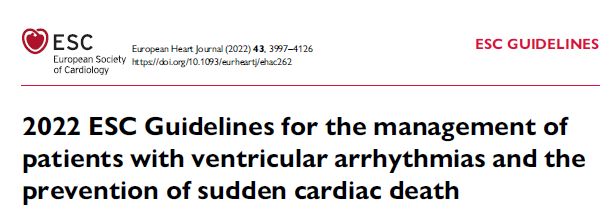 ESC
European Society
of Cardiology
European Heart Journal (2022) 43, 3997–4126
https://doi.org/10.1093/eurheartj/ehac262
ESC GUIDELINES
2022 ESC Guidelines for the management of
patients with ventricular arrhythmias and the
prevention of sudden cardiac death